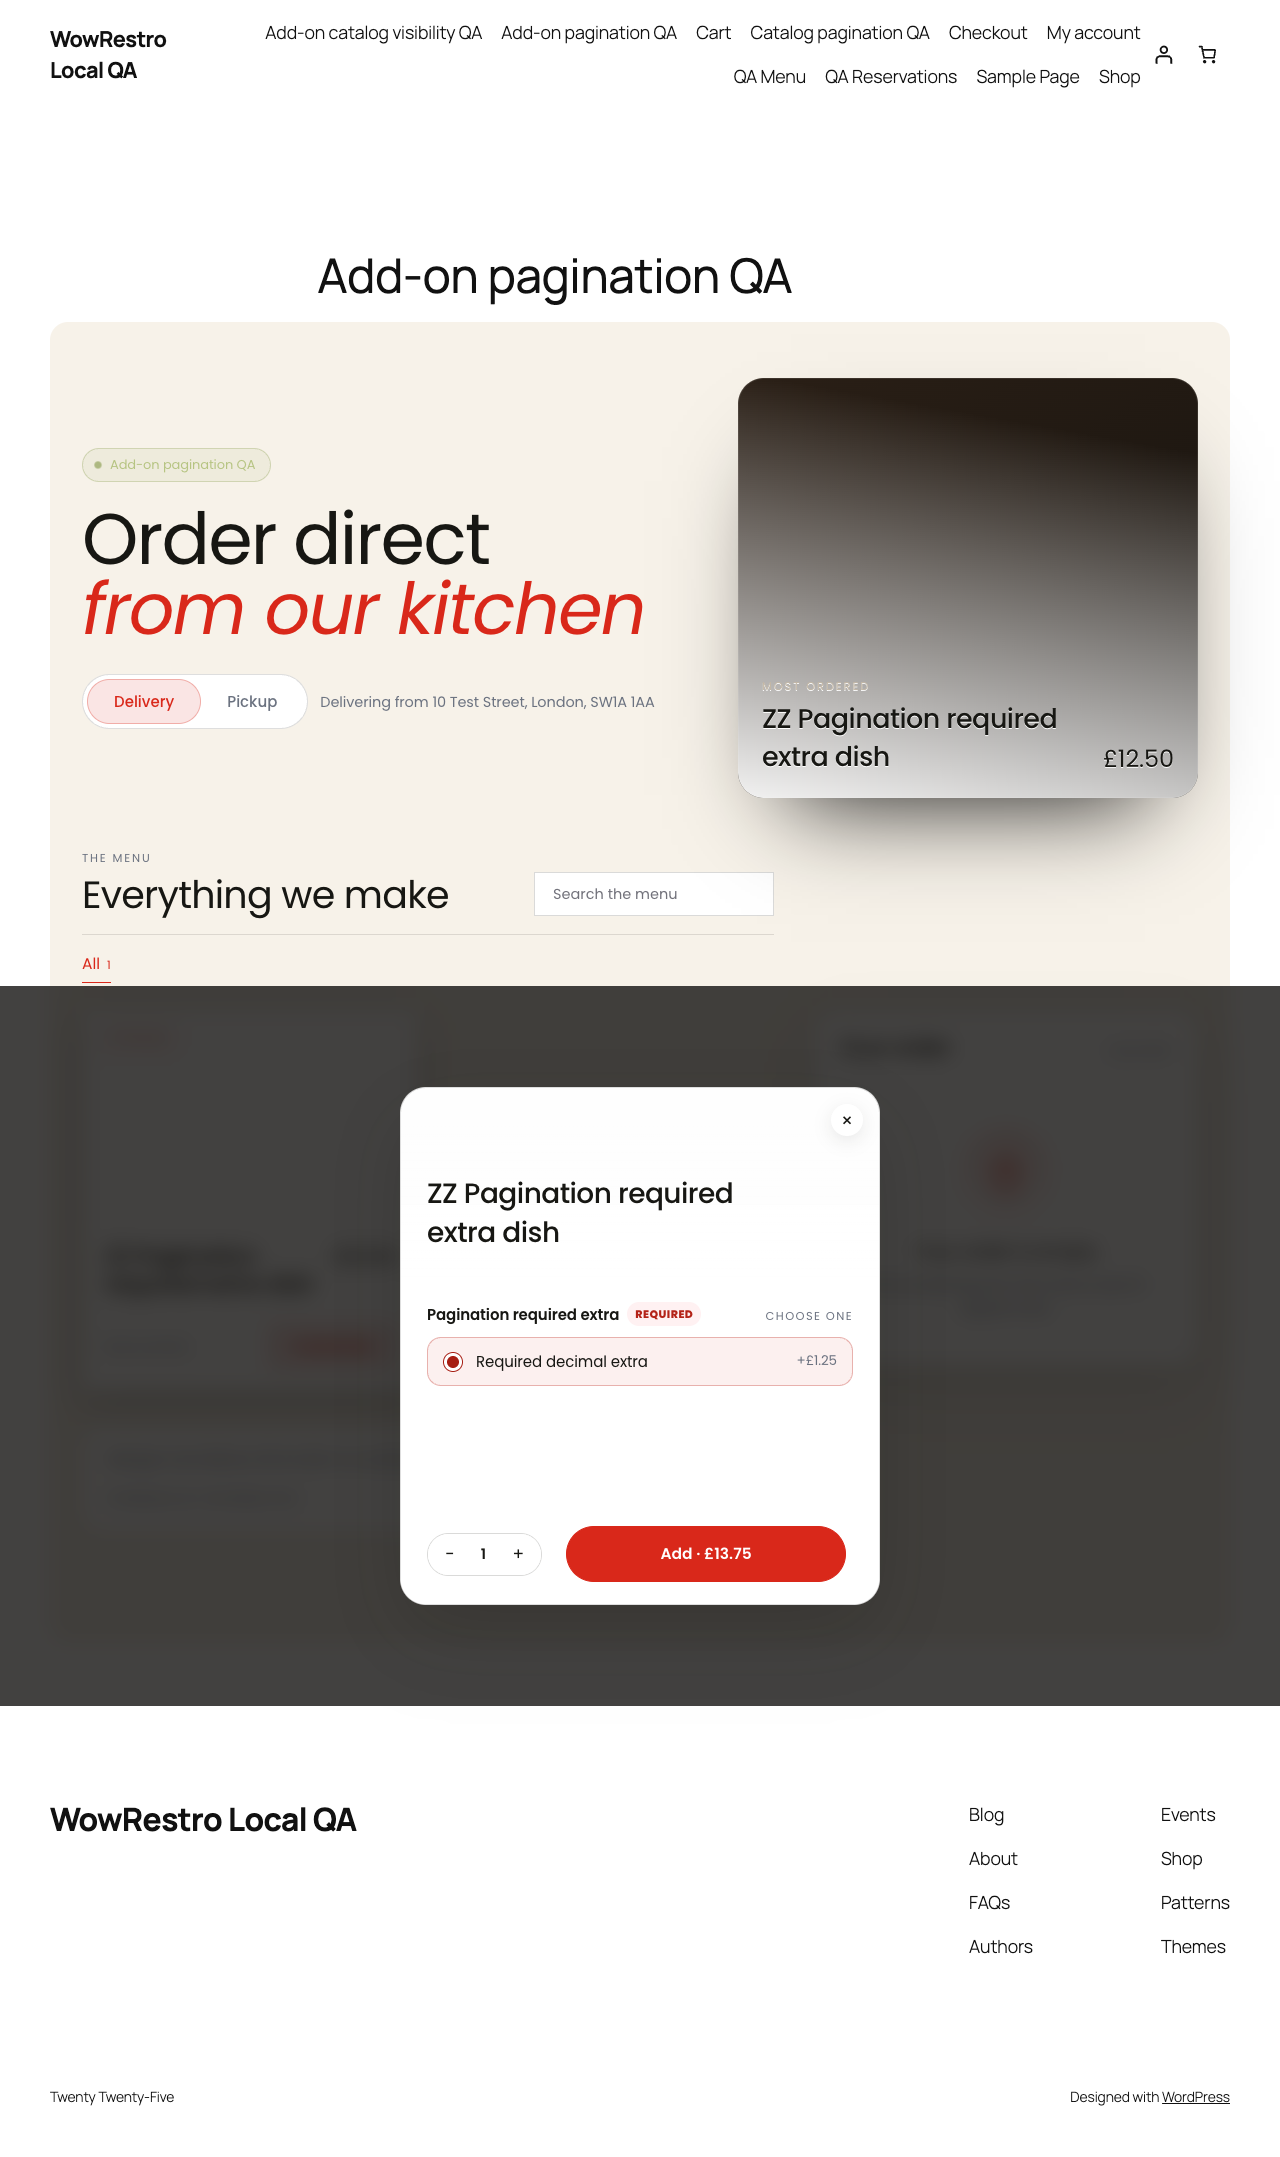 WowRestro
Local QA
Add-on catalog visibility QA Add-on pagination QA Cart Catalog pagination QA Checkout My account
QA Menu QA Reservations Sample Page Shop
Add-on pagination QA
Add-on pagination QA
Order direct
from our kitchen
Delivery Pickup Delivering from 10 Test Street, London, SW1A 1AA
MOST ORDERED
ZZ Pagination required
extra dish £12.50
THE MENU
Everything we make
Search the menu
All 1
×
ZZ Pagination required
extra dish
Pagination required extra REQUIRED CHOOSE ONE
Required decimal extra +£1.25
− 1 + Add · £13.75
WowRestro Local QA
Blog Events
About Shop
FAQs Patterns
Authors Themes
Twenty Twenty-Five Designed with WordPress